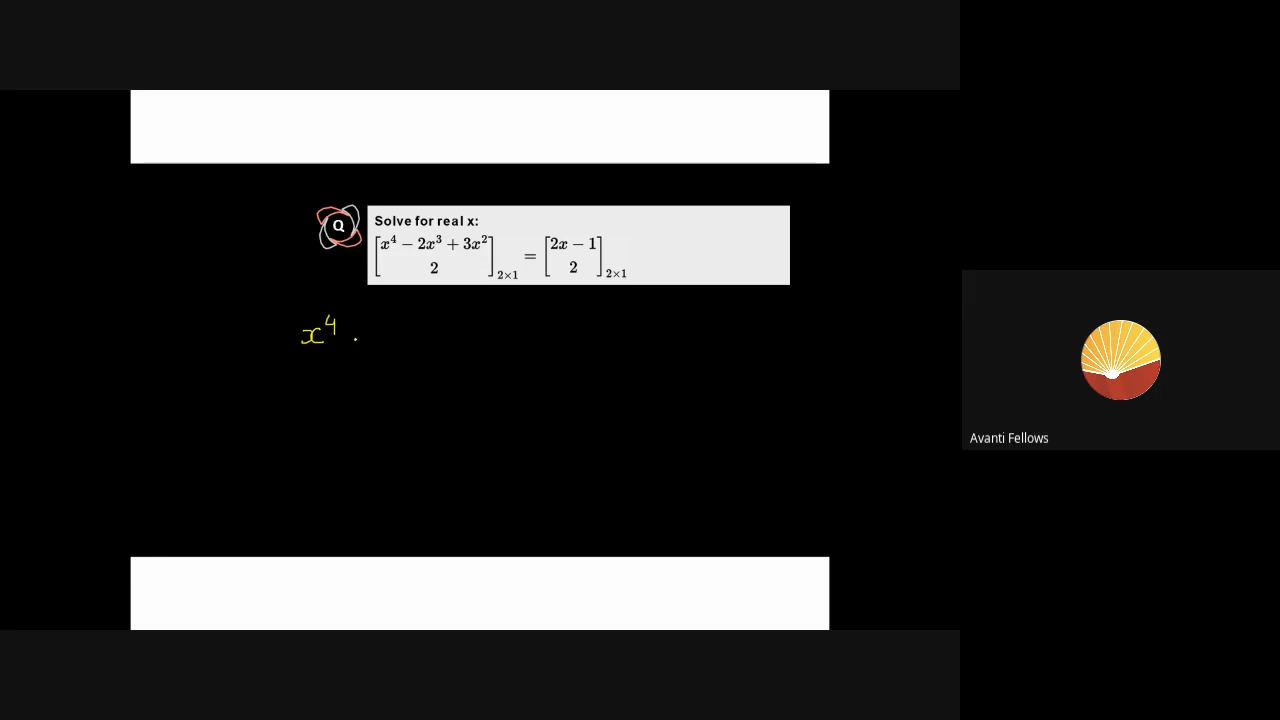 Q
Solve for real x:
[x⁴ − 2x³ + 3x²
2]₂ₓ₁ = [2x − 1
2]₂ₓ₁
x⁴ .
Avanti Fellows